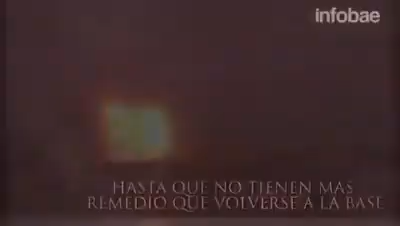 infobae
HASTA QUE NO TIENEN MAS
REMEDIO QUE VOLVERSE A LA BASE